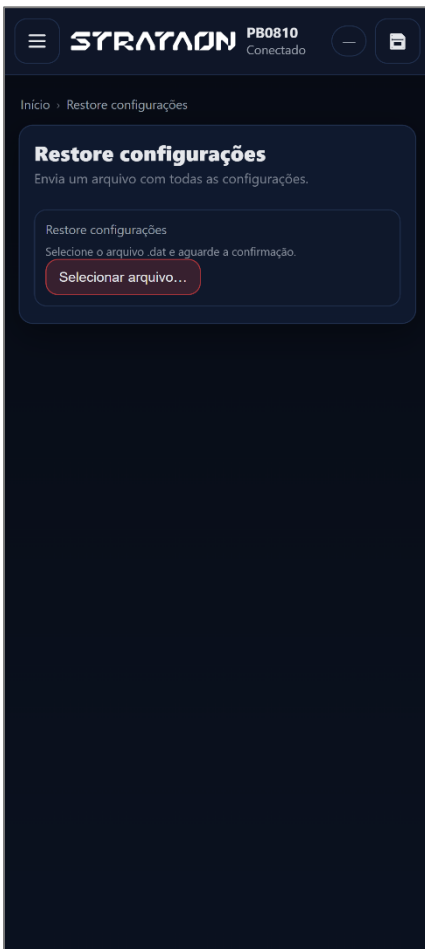 STRATAON
PB0810
Conectado
—
Início › Restore configurações
Restore configurações
Envia um arquivo com todas as configurações.
Restore configurações
Selecione o arquivo .dat e aguarde a confirmação.
Selecionar arquivo...